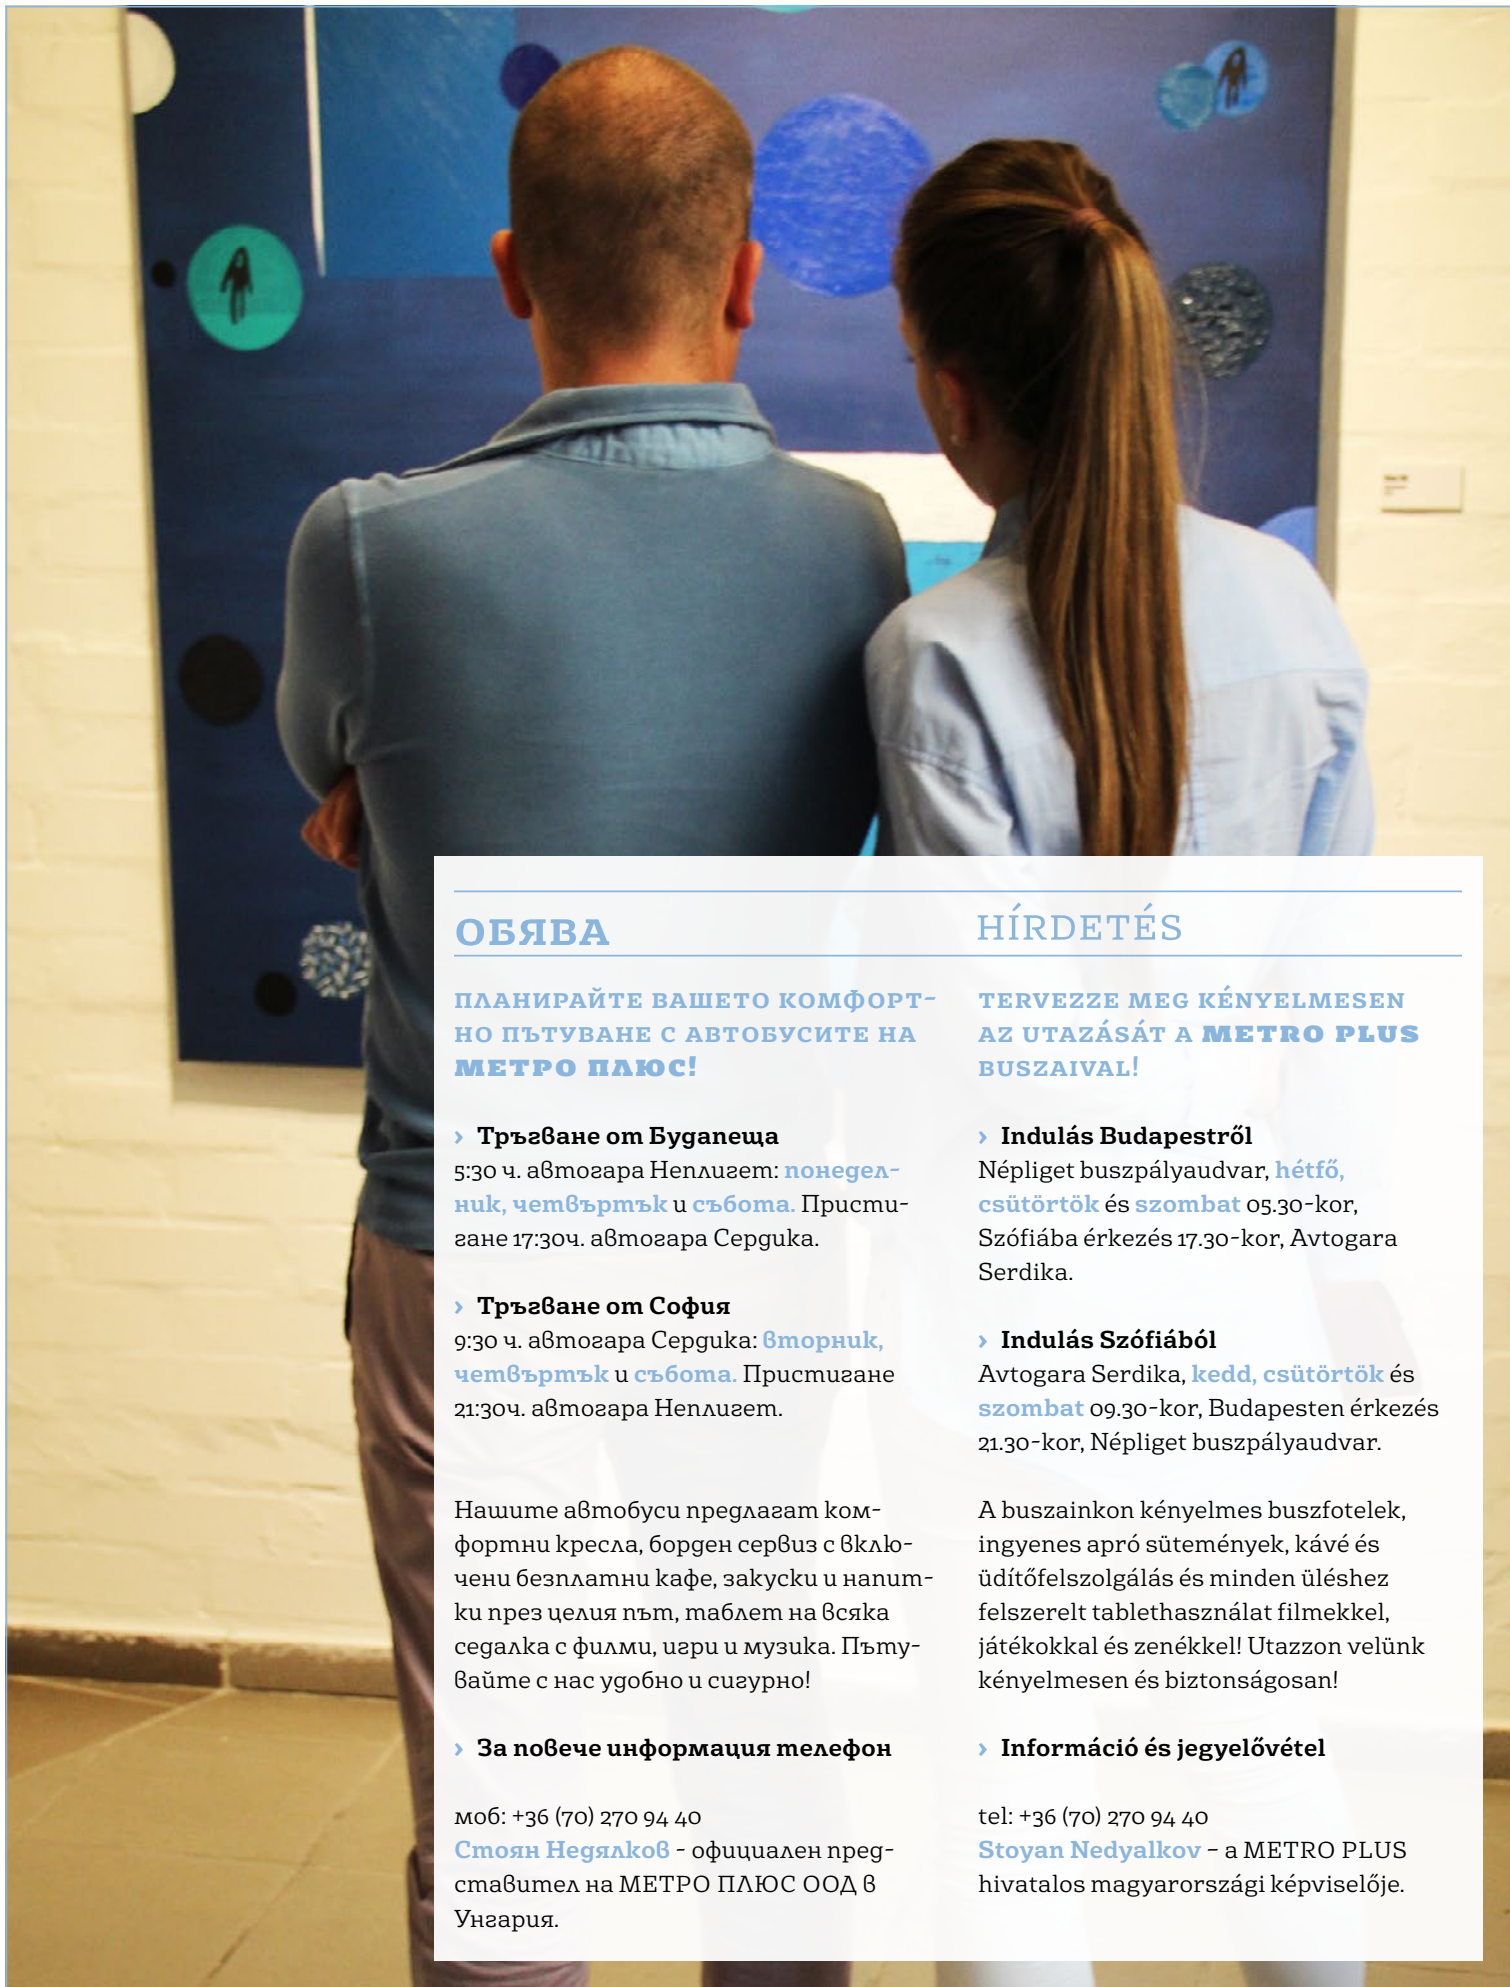 ОБЯВА
ПЛАНИРАЙТЕ ВАШЕТО КОМФОРТ-
НО ПЪТУВАНЕ С АВТОБУСИТЕ НА
МЕТРО ПЛЮС!
› Тръгване от Будапеща
5:30 ч. автогара Неплигет: понедел-
ник, четвъртък и събота. Присти-
гане 17:30ч. автогара Сердика.
› Тръгване от София
9:30 ч. автогара Сердика: вторник,
четвъртък и събота. Пристигане
21:30ч. автогара Неплигет.
Нашите автобуси предлагат ком-
фортни кресла, борден сервиз с вклю-
чени безплатни кафе, закуски и напит-
ки през целия път, таблет на всяка
седалка с филми, игри и музика. Пъту-
вайте с нас удобно и сигурно!
› За повече информация телефон
моб: +36 (70) 270 94 40
Стоян Недялков - официален пред-
ставител на МЕТРО ПЛЮС ООД в
Унгария.
HÍRDETÉS
TERVEZZE MEG KÉNYELMESEN
AZ UTAZÁSÁT A METRO PLUS
BUSZAIVAL!
› Indulás Budapestről
Népliget buszpályaudvar, hétfő,
csütörtök és szombat 05.30-kor,
Szófiába érkezés 17.30-kor, Avtogara
Serdika.
› Indulás Szófiából
Avtogara Serdika, kedd, csütörtök és
szombat 09.30-kor, Budapesten érkezés
21.30-kor, Népliget buszpályaudvar.
A buszainkon kényelmes buszfotelek,
ingyenes apró sütemények, kávé és
üdítőfelszolgálás és minden üléshez
felszerelt tablethasználat filmekkel,
játékokkal és zenékkel! Utazzon velünk
kényelmesen és biztonságosan!
› Információ és jegyelővétel
tel: +36 (70) 270 94 40
Stoyan Nedyalkov – a METRO PLUS
hivatalos magyarországi képviselője.